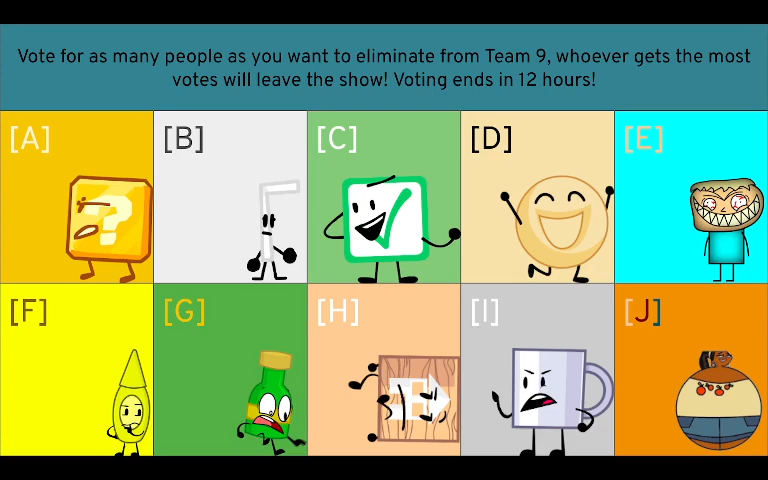 Vote for as many people as you want to eliminate from Team 9, whoever gets the most
votes will leave the show! Voting ends in 12 hours!
[A] [B] [C] [D] [E]
?
[F] [G] [H] [I] [J]